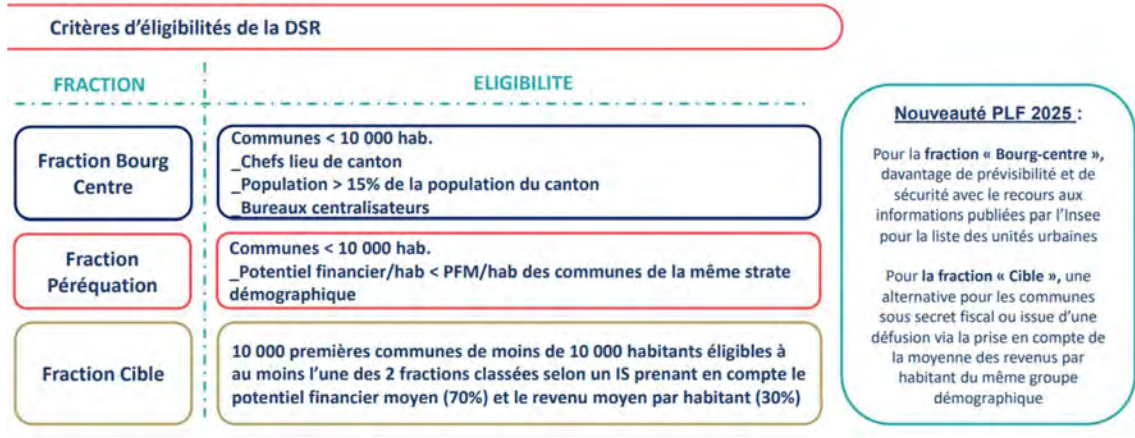 Critères d'éligibilités de la DSR
FRACTION
ELIGIBILITE
Fraction Bourg
Centre
Communes < 10 000 hab.
_Chefs lieu de canton
_Population > 15% de la population du canton
_Bureaux centralisateurs
Fraction
Péréquation
Communes < 10 000 hab.
_Potentiel financier/hab < PFM/hab des communes de la même strate
démographique
Fraction Cible
10 000 premières communes de moins de 10 000 habitants éligibles à
au moins l'une des 2 fractions classées selon un IS prenant en compte le
potentiel financier moyen (70%) et le revenu moyen par habitant (30%)
Nouveauté PLF 2025 :
Pour la fraction « Bourg-centre »,
davantage de prévisibilité et de
sécurité avec le recours aux
informations publiées par l'Insee
pour la liste des unités urbaines
Pour la fraction « Cible », une
alternative pour les communes
sous secret fiscal ou issue d'une
défusion via la prise en compte de
la moyenne des revenus par
habitant du même groupe
démographique